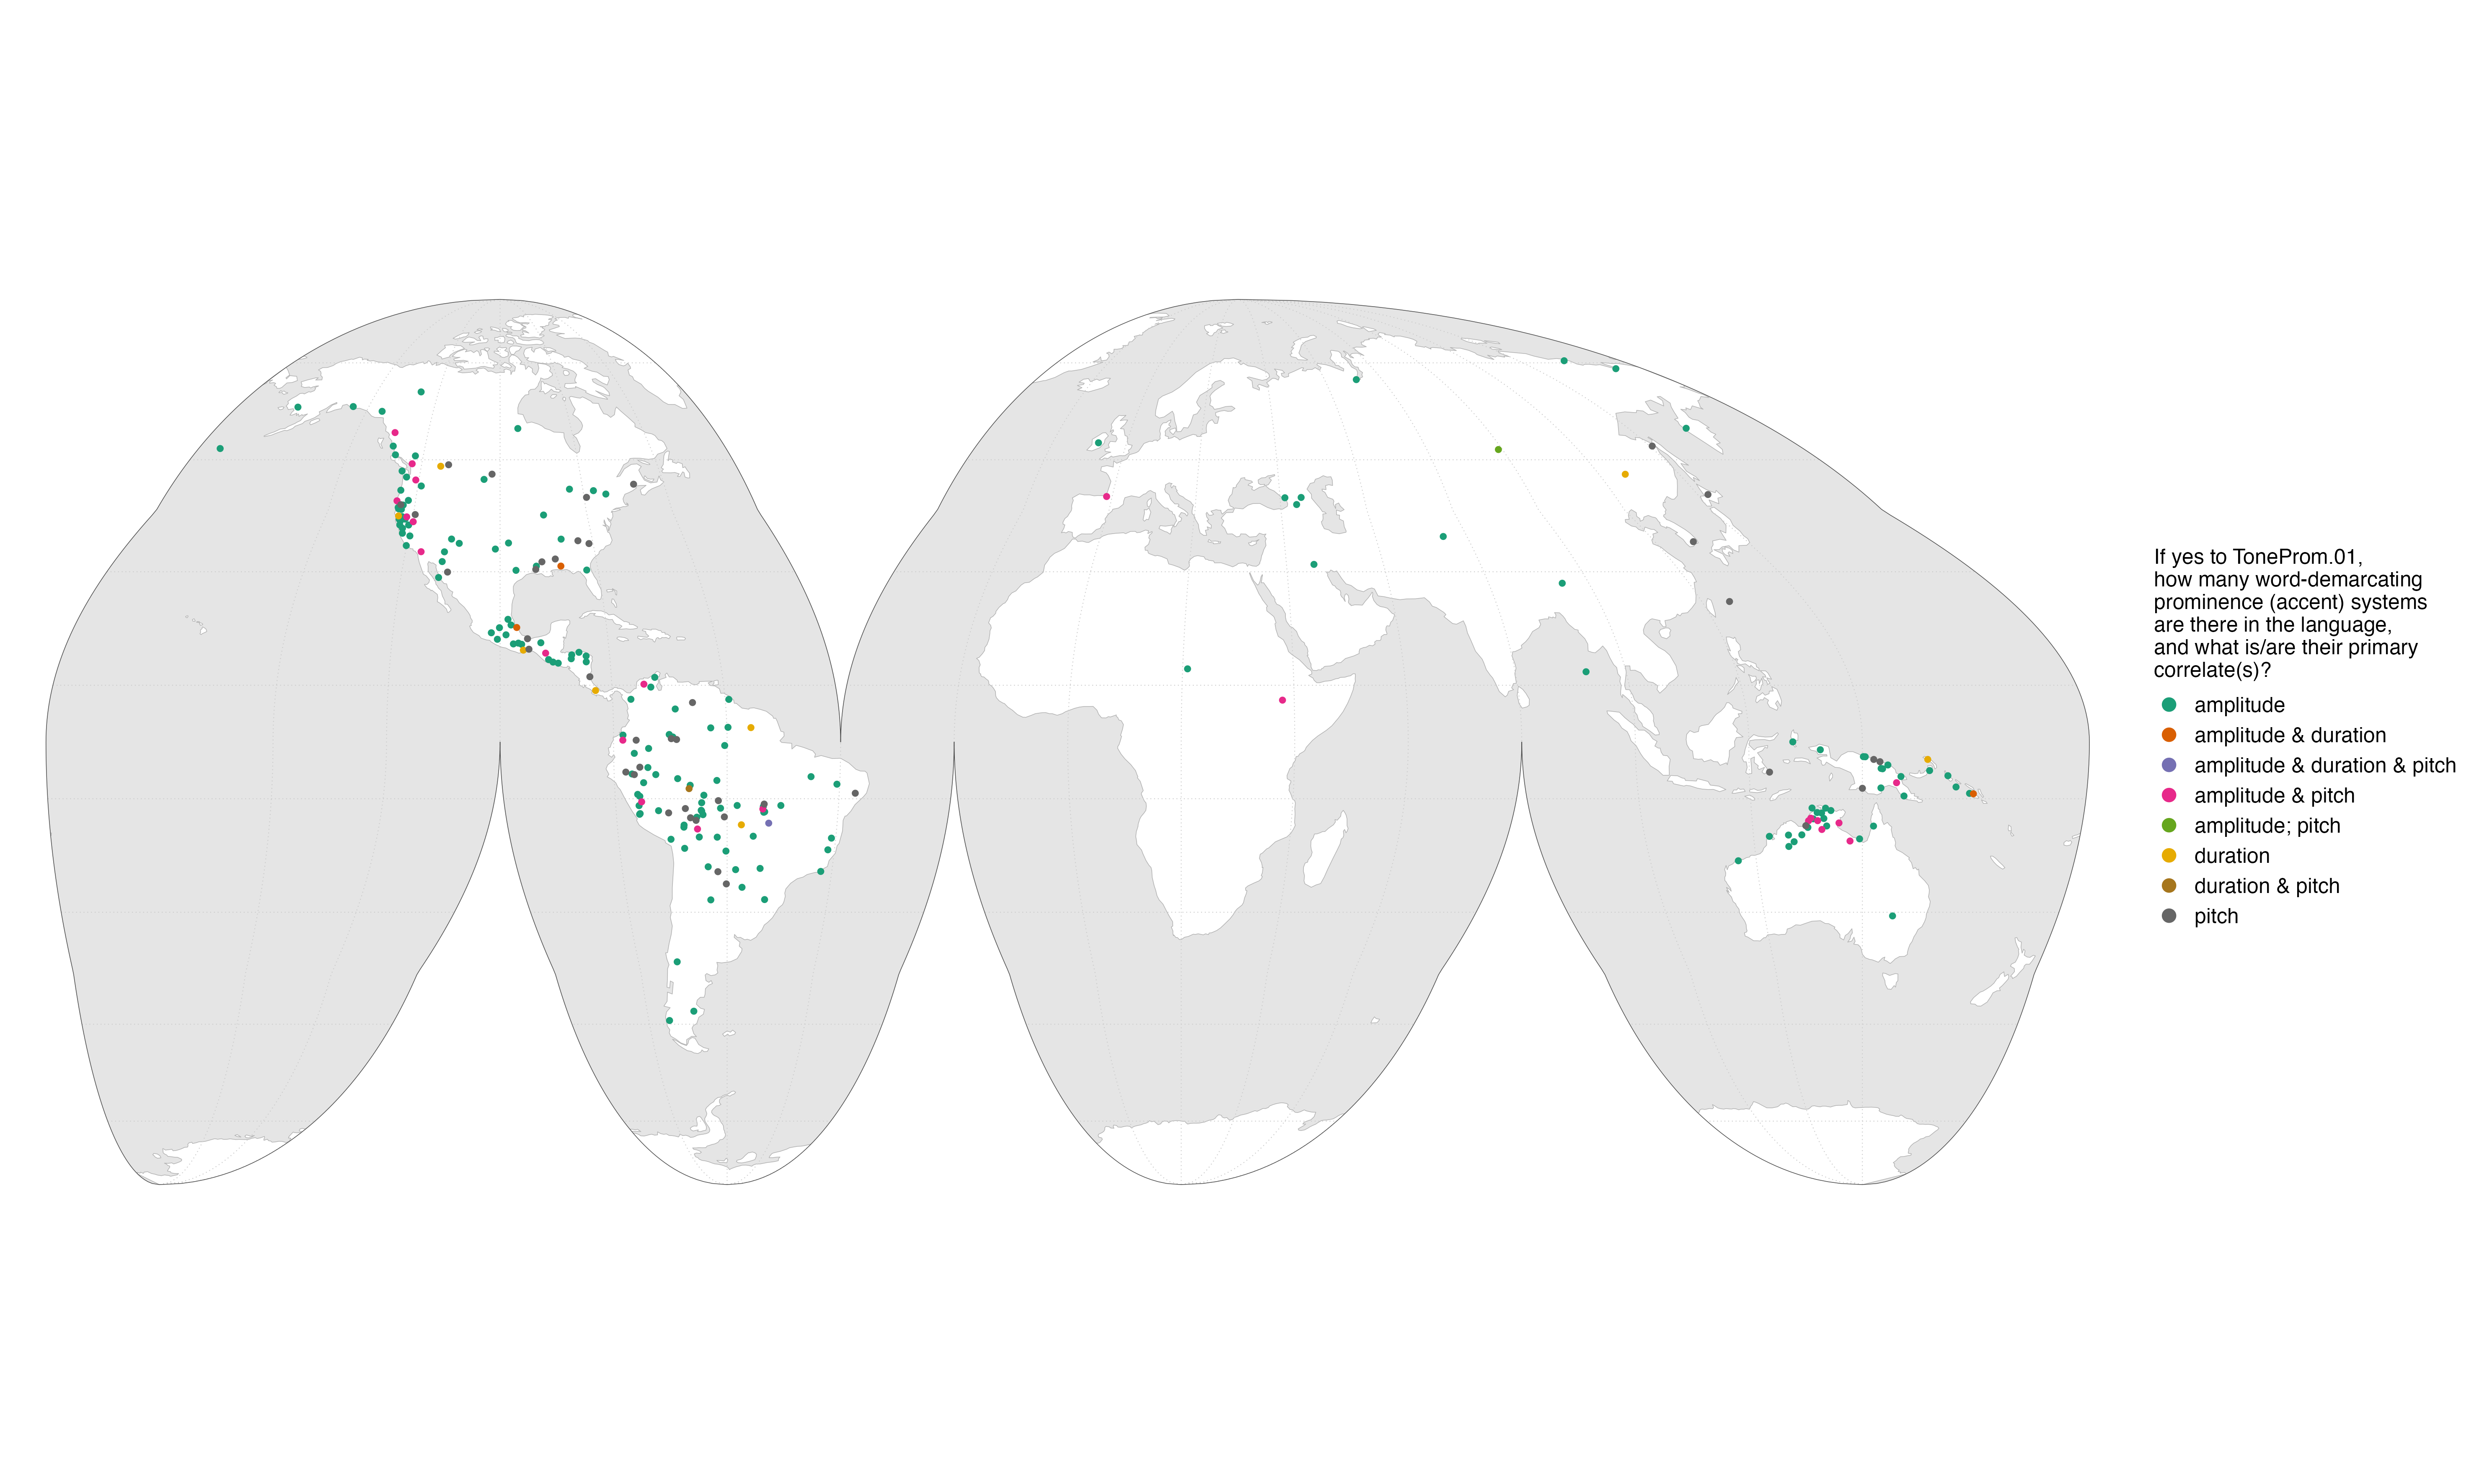 If yes to ToneProm.01,
how many word-demarcating
prominence (accent) systems
are there in the language,
and what is/are their primary
correlate(s)?
amplitude
amplitude & duration
amplitude & duration & pitch
amplitude & pitch
amplitude; pitch
duration
duration & pitch
pitch